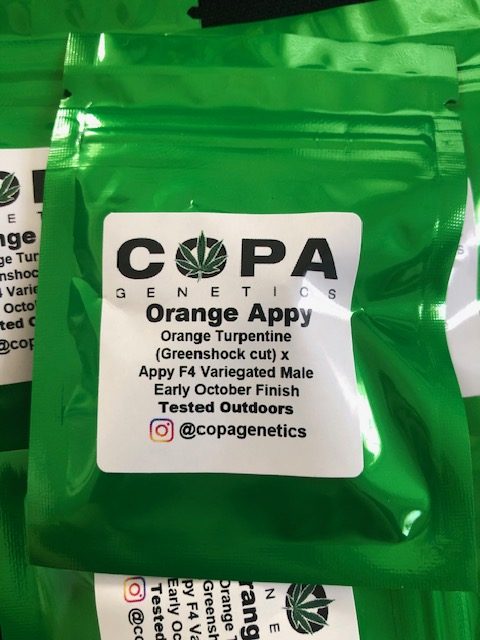 COPA
GENETICS
Orange Appy
Orange Turpentine
(Greenshock cut) x
Appy F4 Variegated Male
Early October Finish
Tested Outdoors
@copagenetics